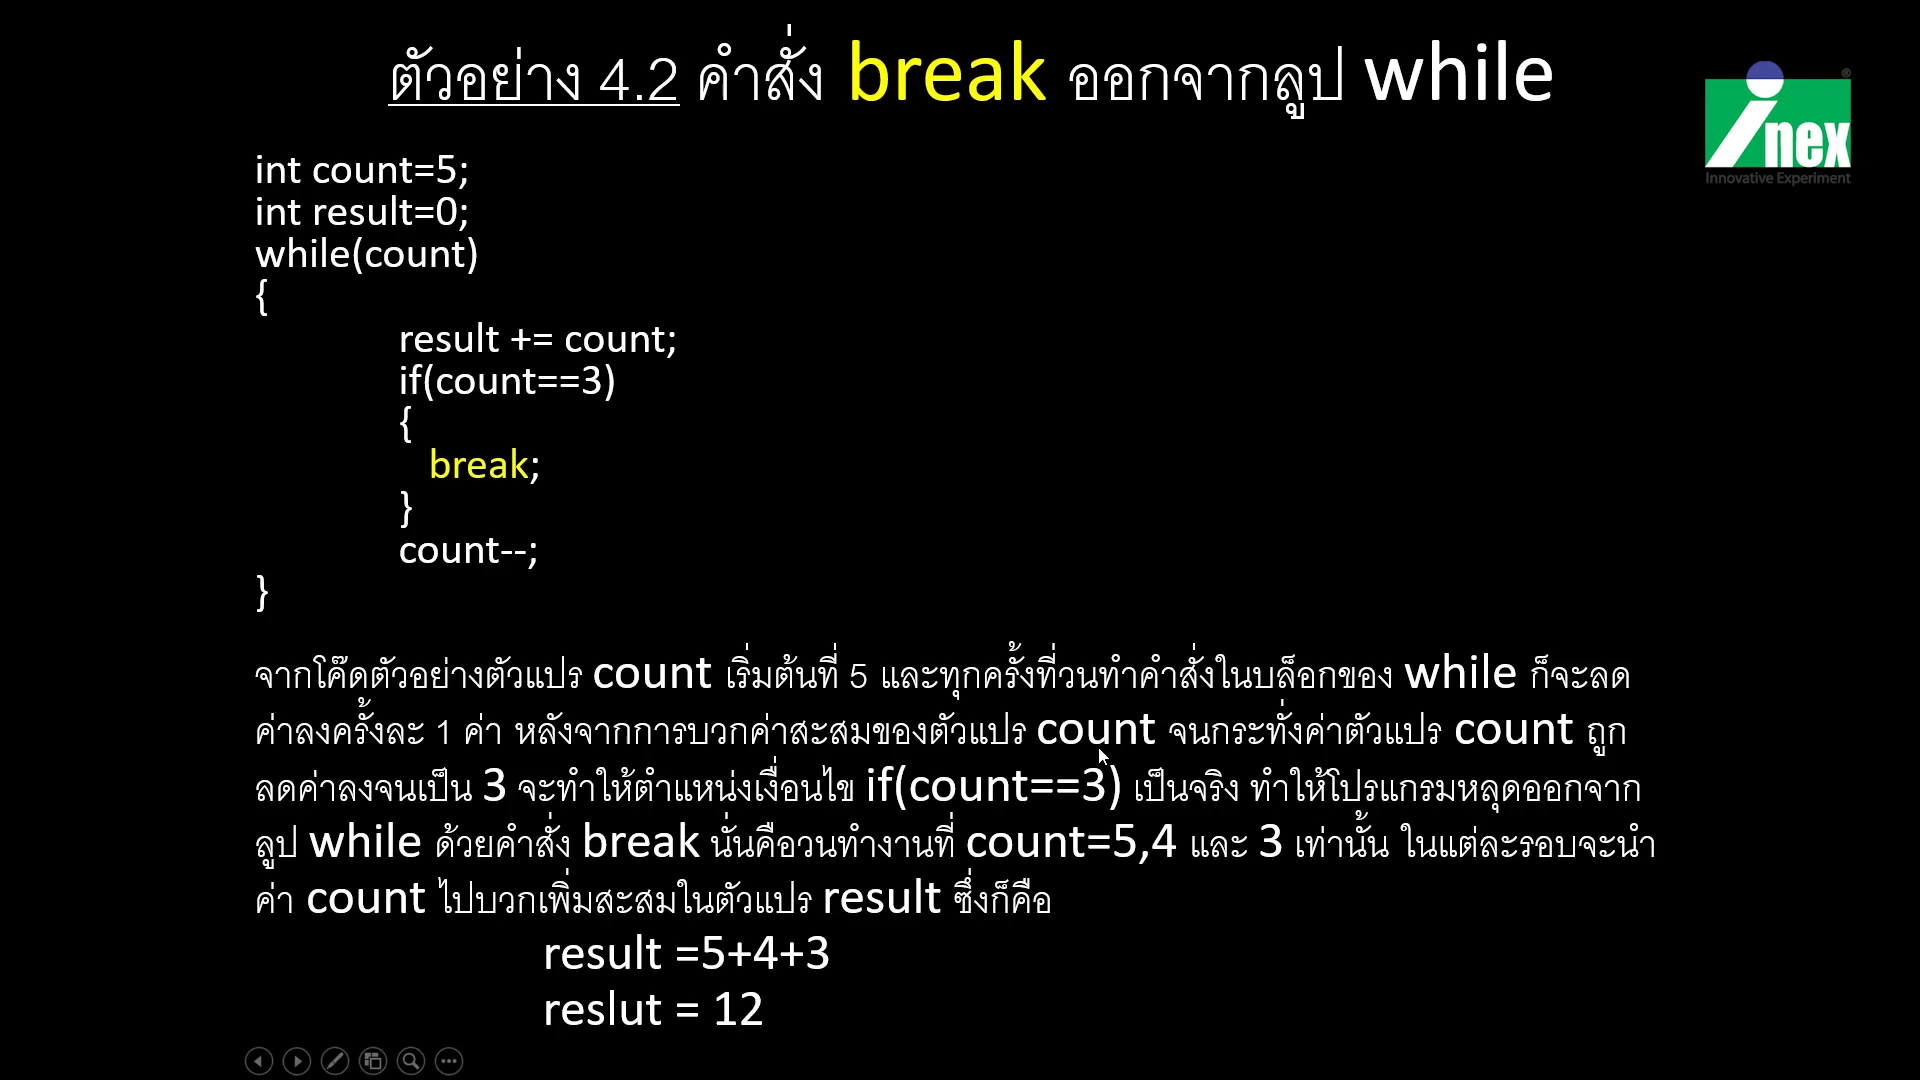 ตัวอย่าง 4.2 คำสั่ง break ออกจากลูป while
inex
®
Innovative Experiment
int count=5;
int result=0;
while(count)
{
result += count;
if(count==3)
{
break;
}
count--;
}
จากโค๊ดตัวอย่างตัวแปร count เริ่มต้นที่ 5 และทุกครั้งที่วนทำคำสั่งในบล็อกของ while ก็จะลด
ค่าลงครั้งละ 1 ค่า หลังจากการบวกค่าสะสมของตัวแปร count จนกระทั่งค่าตัวแปร count ถูก
ลดค่าลงจนเป็น 3 จะทำให้ตำแหน่งเงื่อนไข if(count==3) เป็นจริง ทำให้โปรแกรมหลุดออกจาก
ลูป while ด้วยคำสั่ง break นั่นคือวนทำงานที่ count=5,4 และ 3 เท่านั้น ในแต่ละรอบจะนำ
ค่า count ไปบวกเพิ่มสะสมในตัวแปร result ซึ่งก็คือ
result =5+4+3
reslut = 12